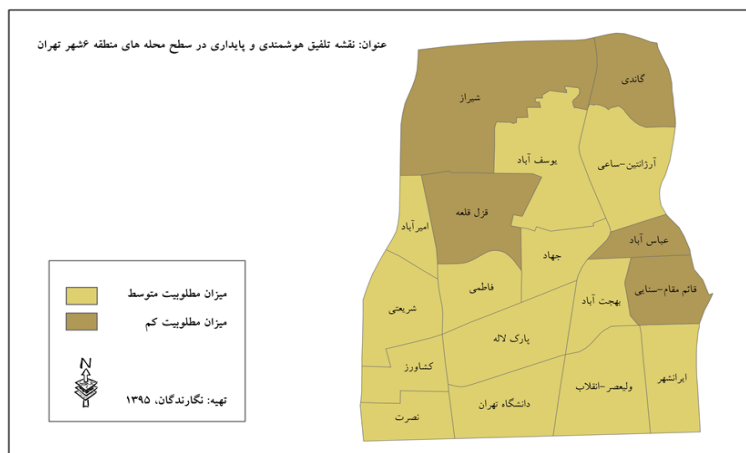 عنوان: نقشه تلفیق هوشمندی و پایداری در سطح محله های منطقه ۶شهر تهران
گاندی
شیراز
یوسف آباد
آرژانتین-ساعی
قزل قلعه
امیرآباد
عباس آباد
جهاد
قائم مقام-سنایی
فاطمی
بهجت آباد
شریعتی
پارک لاله
کشاورز
ایرانشهر
ولیعصر-انقلاب
دانشگاه تهران
نصرت
میزان مطلوبیت متوسط
میزان مطلوبیت کم
N
تهیه: نگارندگان، ۱۳۹۵